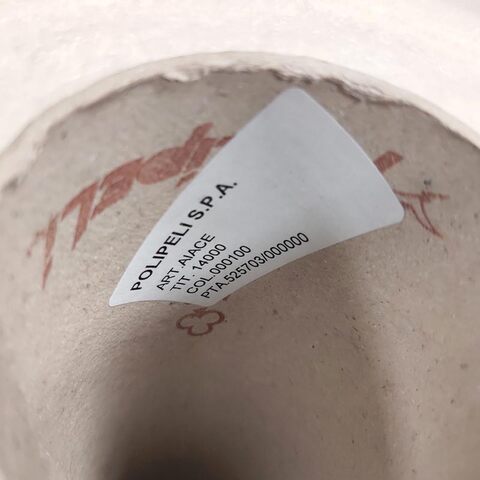 POLIPELI S.P.A.
ART.AIACE
TIT. 14000
COL.000100
PTA.525703/000000